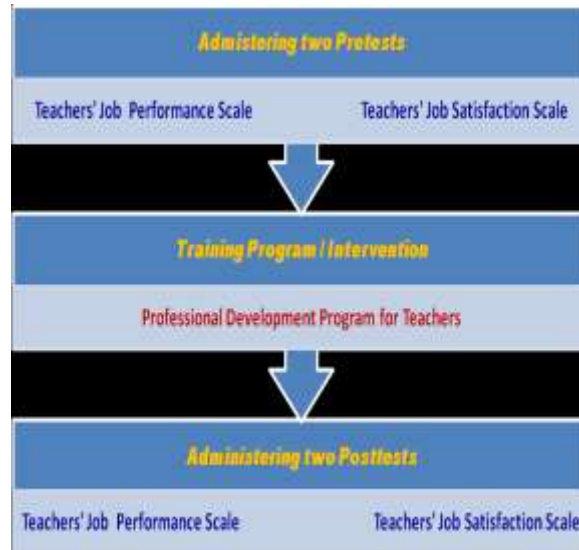 Admistering two Pretests
Teachers' Job Performance Scale Teachers' Job Satisfaction Scale
Training Program / Intervention
Professional Development Program for Teachers
Administering two Posttests
Teachers' Job Performance Scale Teachers' Job Satisfaction Scale